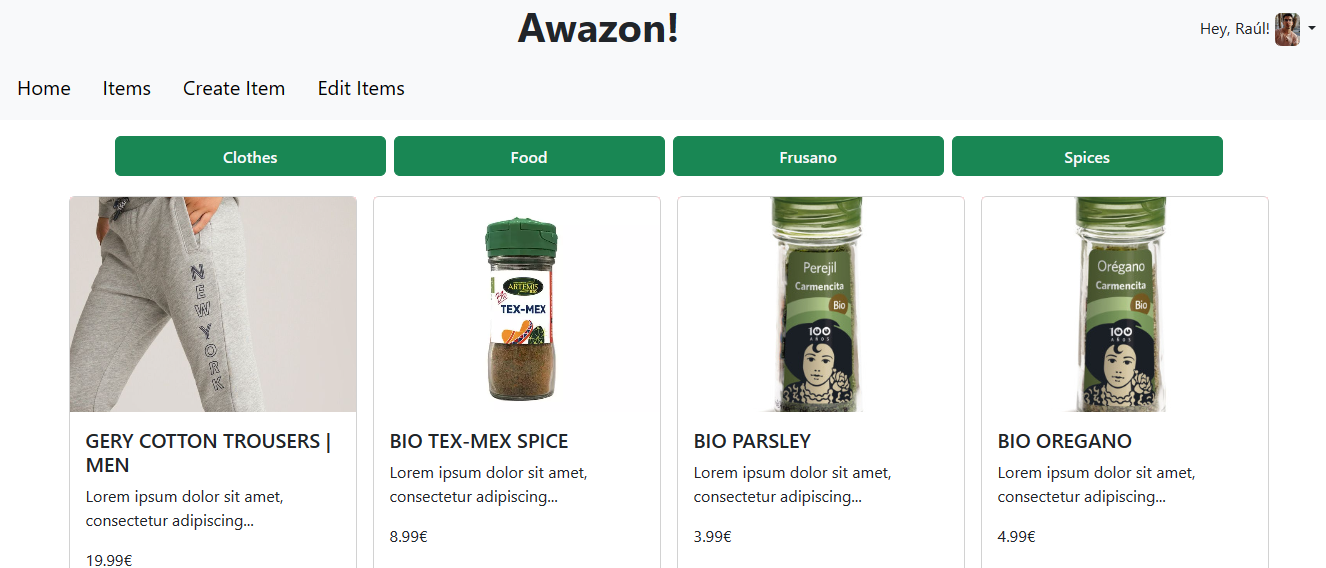 Awazon!
Hey, Raúl!
Home Items Create Item Edit Items
Clothes Food Frusano Spices
NEW YORK
ARTEMIS
BIO
Bio
TEX-MEX
Perejil
Carmencita
Bio
100
AÑOS
Orégano
Carmencita
Bio
100
AÑOS
GERY COTTON TROUSERS |
MEN
Lorem ipsum dolor sit amet,
consectetur adipiscing...
19.99€
BIO TEX-MEX SPICE
Lorem ipsum dolor sit amet,
consectetur adipiscing...
8.99€
BIO PARSLEY
Lorem ipsum dolor sit amet,
consectetur adipiscing...
3.99€
BIO OREGANO
Lorem ipsum dolor sit amet,
consectetur adipiscing...
4.99€